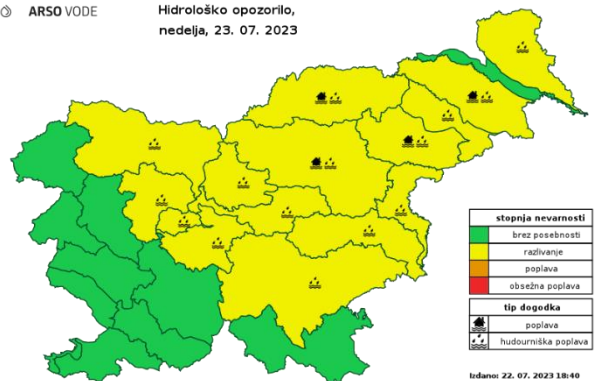 ARSO VODE
Hidrološko opozorilo,
nedelja, 23. 07. 2023
stopnja nevarnosti
brez posebnosti
razlivanje
poplava
obsežna poplava
tip dogodka
poplava
hudourniška poplava
Izdano: 22. 07. 2023 18:40